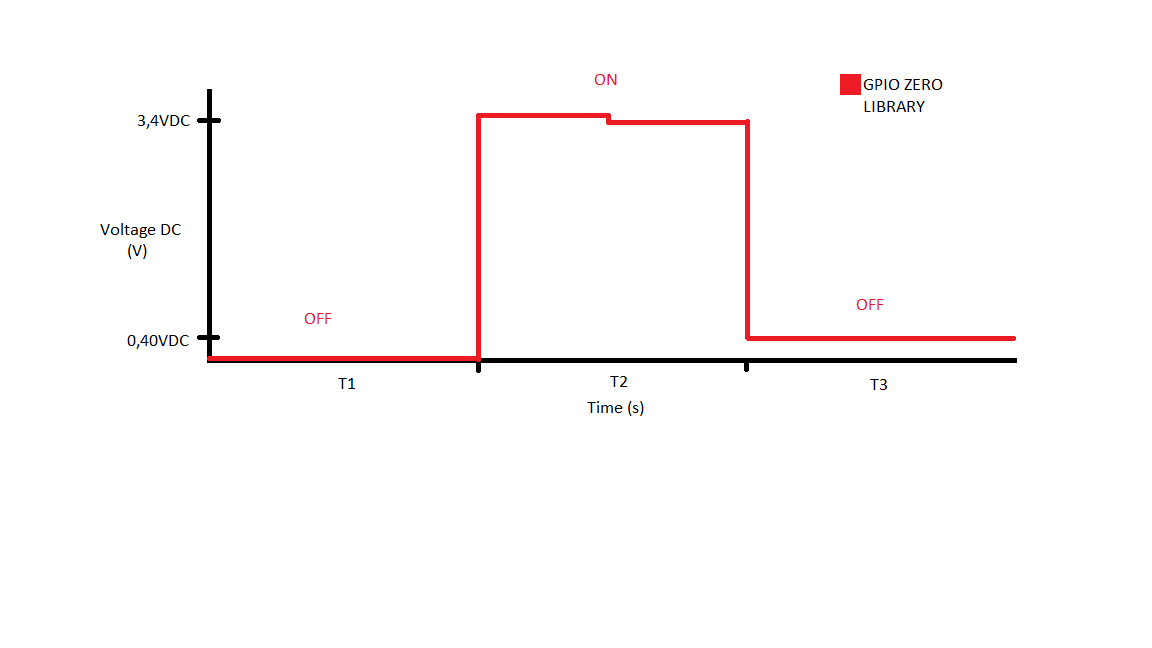 ON
GPIO ZERO
LIBRARY
3,4VDC
Voltage DC
(V)
OFF
OFF
0,40VDC
T1
T2
T3
Time (s)